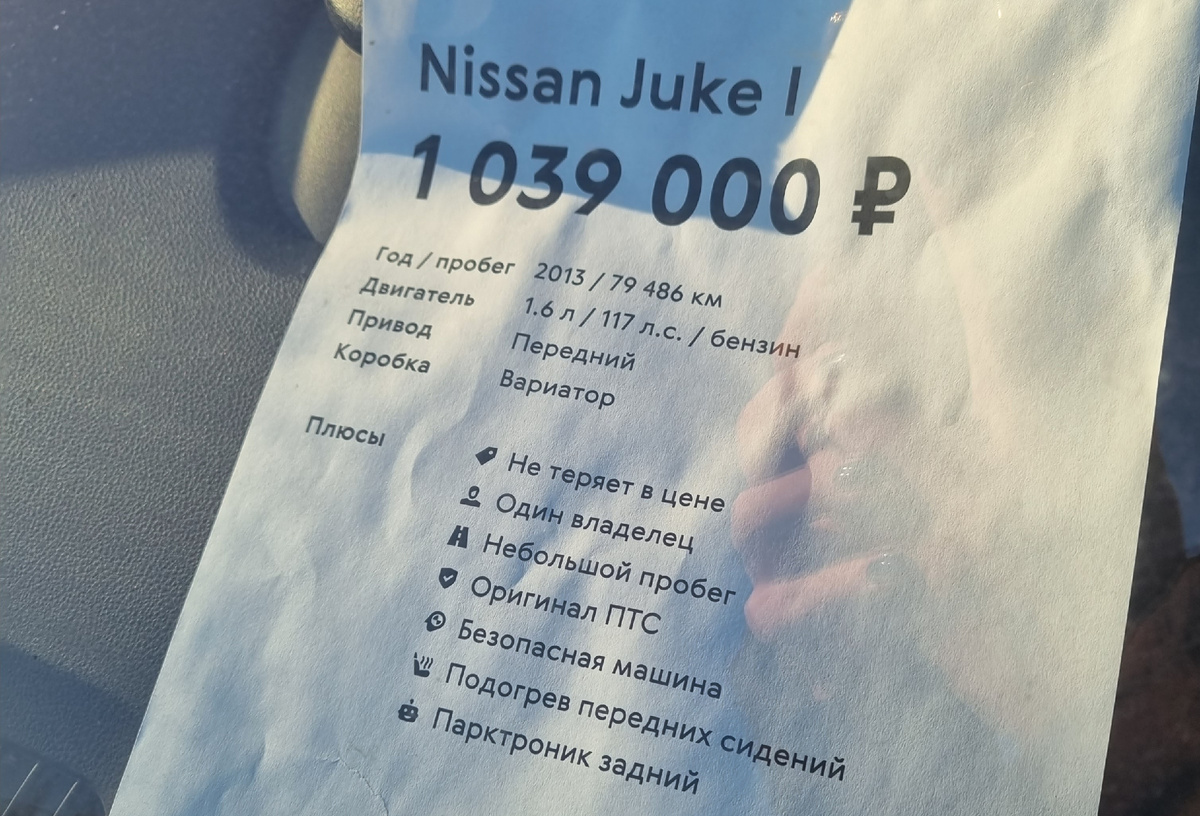 Nissan Juke I
1 039 000 ₽
Год / пробег 2013 / 79 486 км
Двигатель 1.6 л / 117 л.с. / бензин
Привод Передний
Коробка Вариатор
Плюсы
Не теряет в цене
Один владелец
Небольшой пробег
Оригинал ПТС
Безопасная машина
Подогрев передних сидений
Парктроник задний